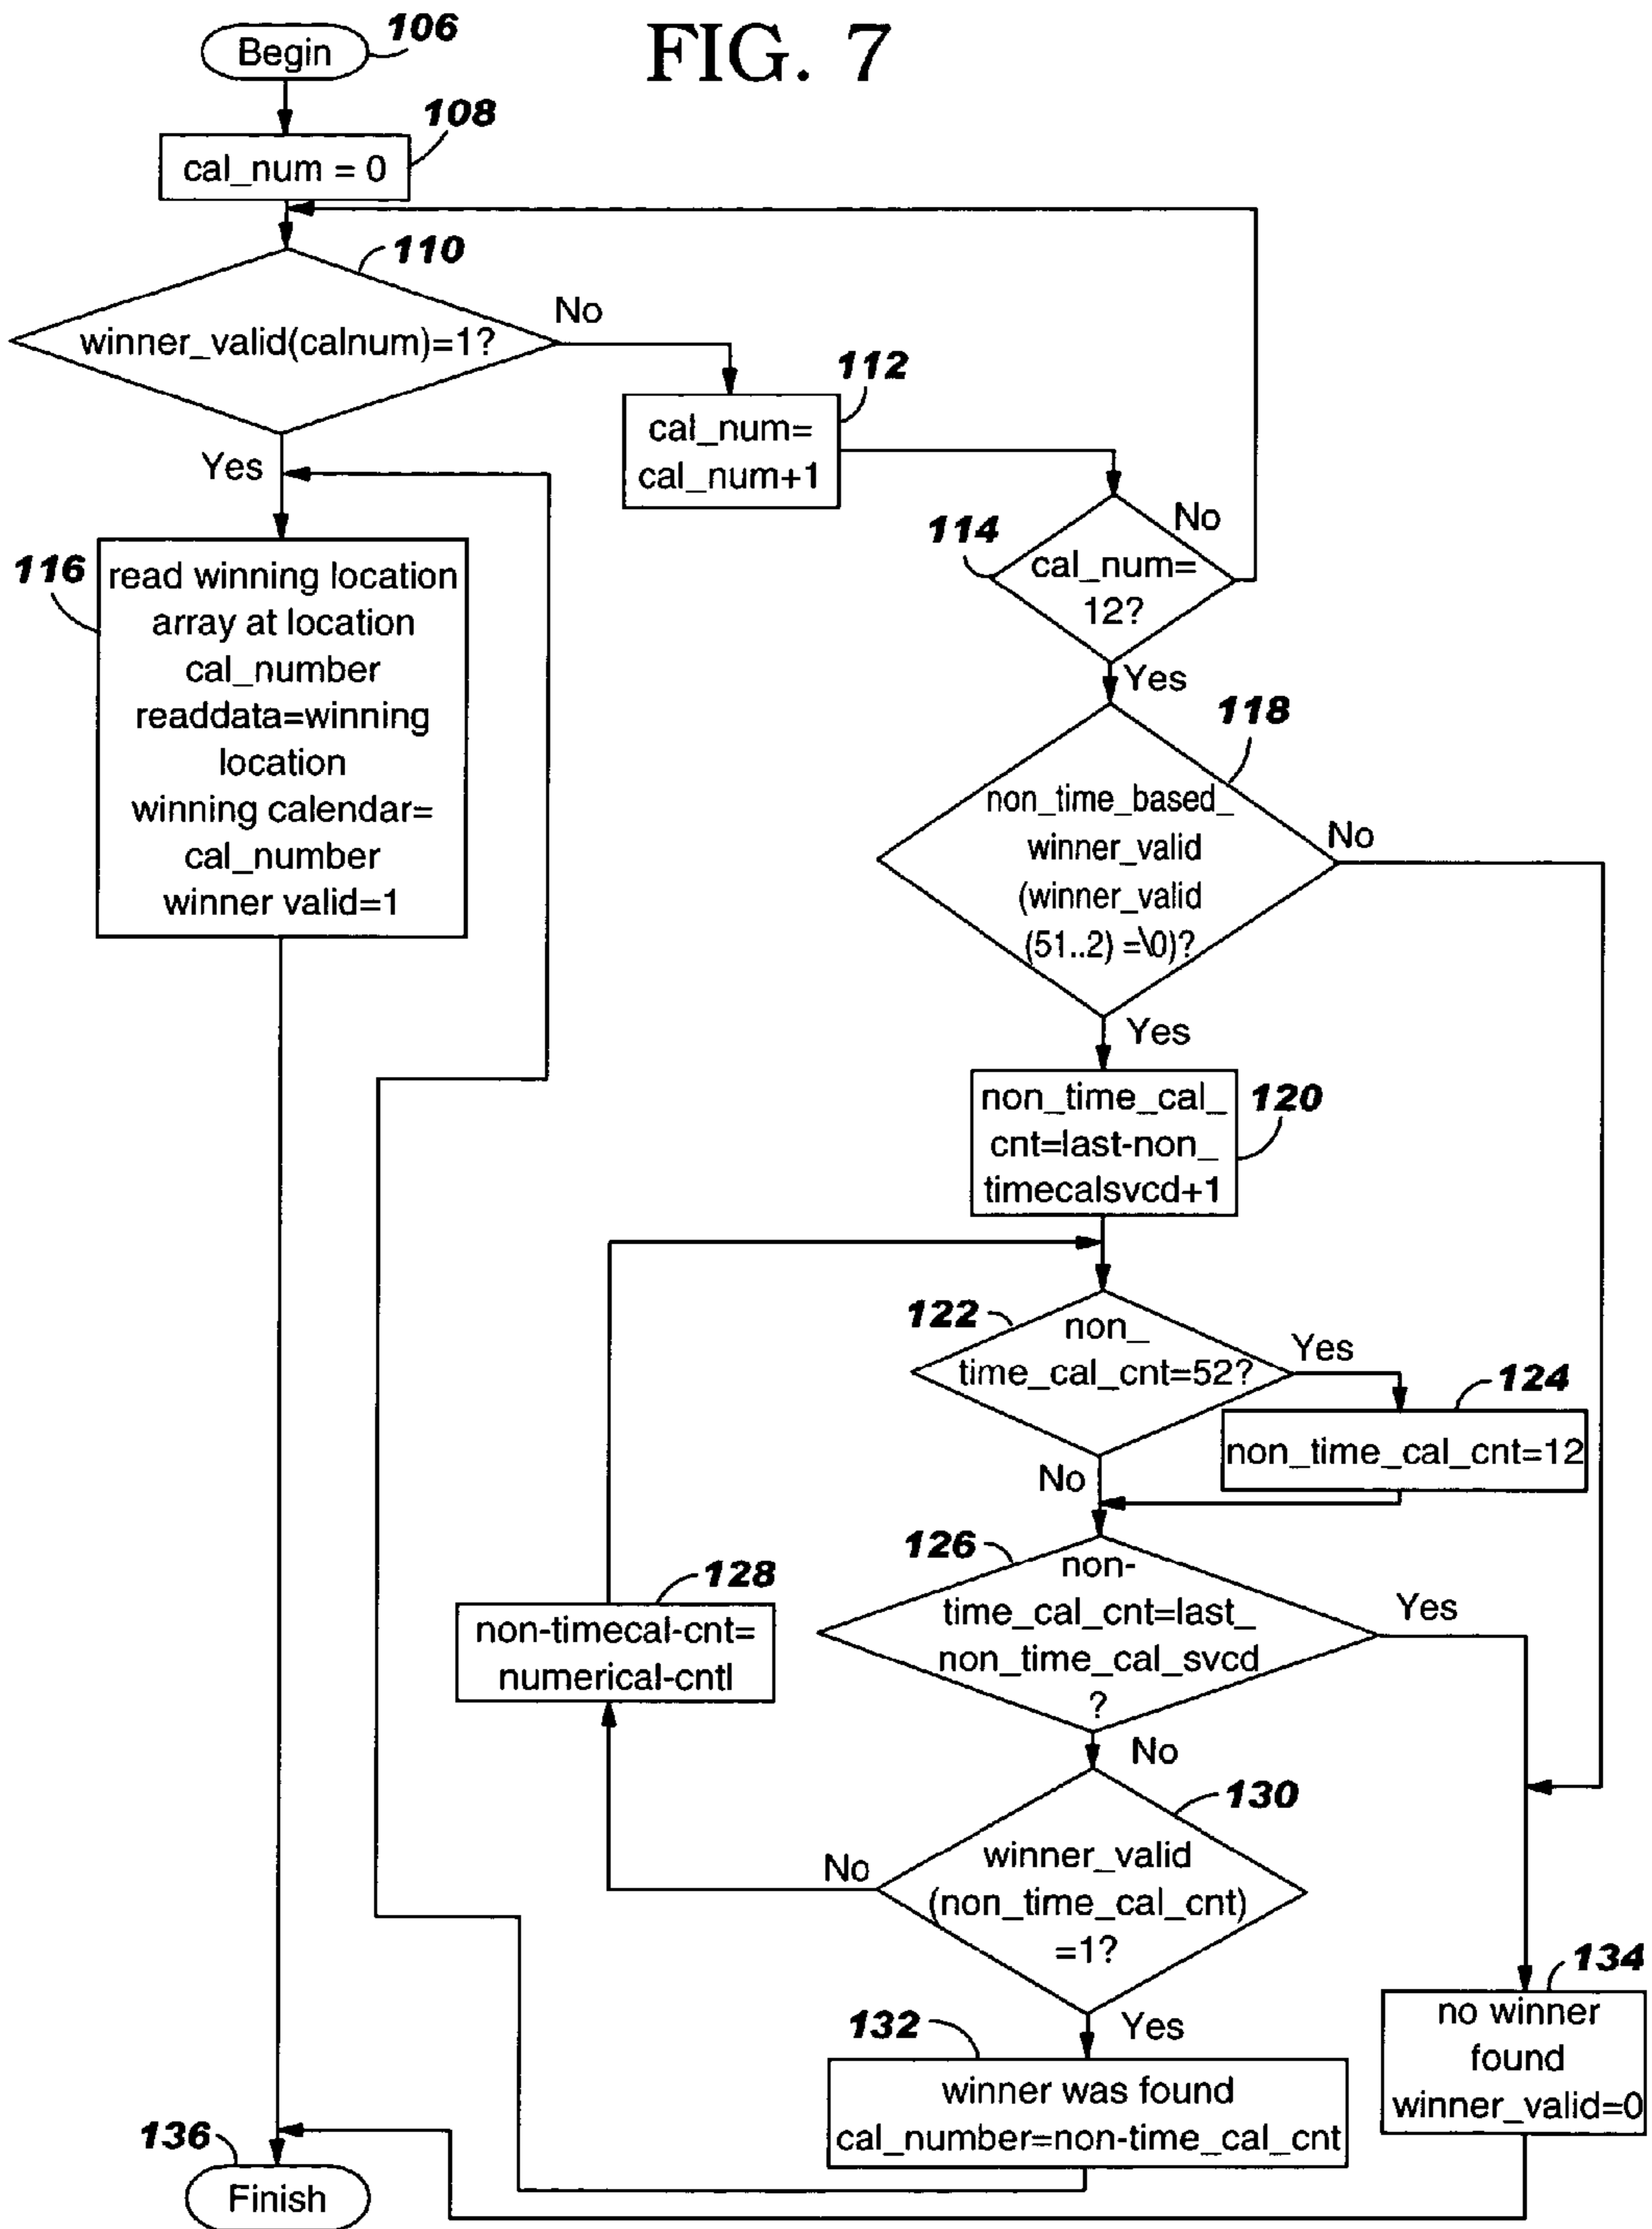 FIG. 7
Begin
106
108
cal_num = 0
110
winner_valid(calnum)=1?
No
Yes
112
cal_num=
cal_num+1
114
cal_num=
12?
No
Yes
116
read winning location
array at location
cal_number
readdata=winning
location
winning calendar=
cal_number
winner valid=1
118
non_time_based_
winner_valid
(winner_valid
(51..2) =\0)?
No
Yes
120
non_time_cal_
cnt=last-non_
timecalsvcd+1
122
non_
time_cal_cnt=52?
Yes
No
124
non_time_cal_cnt=12
126
non-
time_cal_cnt=last_
non_time_cal_svcd
?
Yes
No
128
non-timecal-cnt=
numerical-cntl
130
winner_valid
(non_time_cal_cnt)
=1?
No
Yes
132
winner was found
cal_number=non-time_cal_cnt
134
no winner
found
winner_valid=0
136
Finish